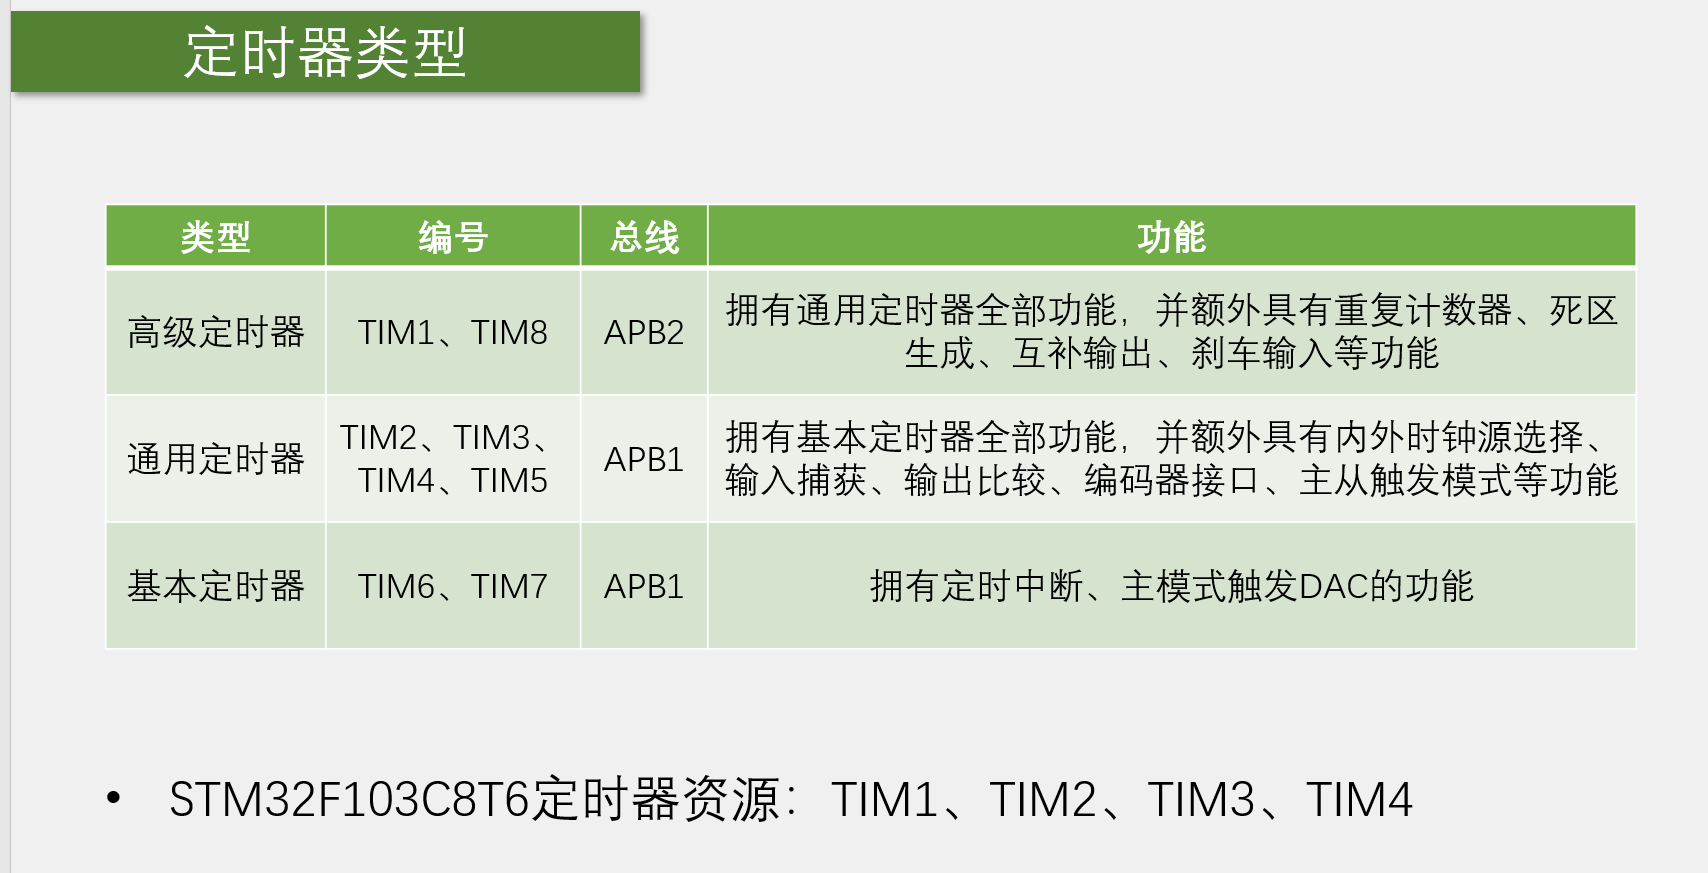 定时器类型
类型 编号 总线 功能
高级定时器 TIM1、TIM8 APB2 拥有通用定时器全部功能，并额外具有重复计数器、死区
生成、互补输出、刹车输入等功能
通用定时器 TIM2、TIM3、
TIM4、TIM5 APB1 拥有基本定时器全部功能，并额外具有内外时钟源选择、
输入捕获、输出比较、编码器接口、主从触发模式等功能
基本定时器 TIM6、TIM7 APB1 拥有定时中断、主模式触发DAC的功能
• STM32F103C8T6定时器资源：TIM1、TIM2、TIM3、TIM4